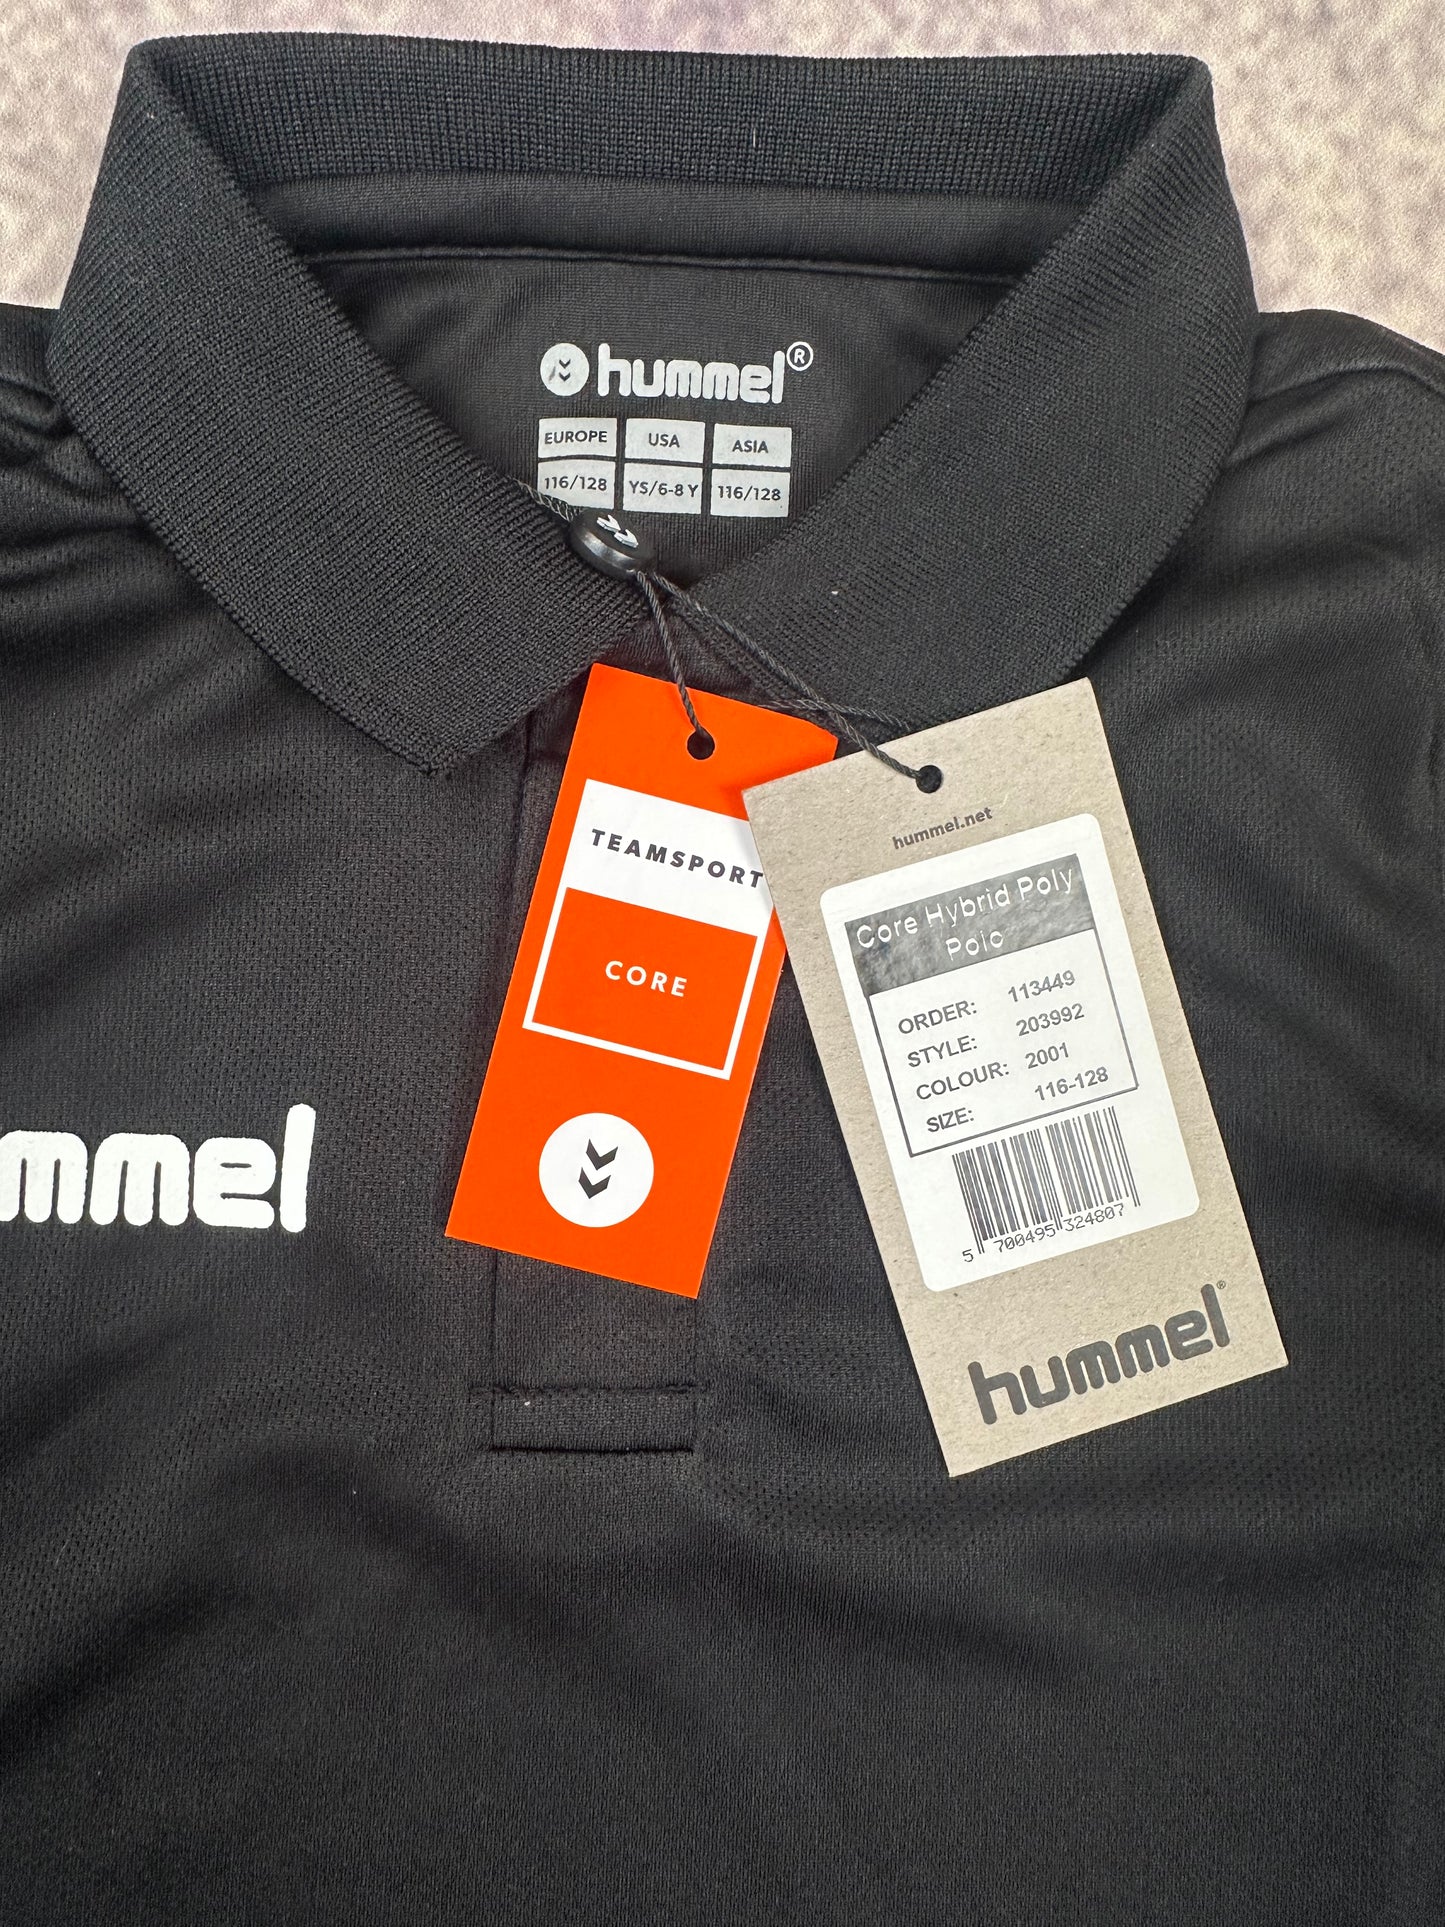 hummel®
EUROPE USA ASIA
116/128 YS/6-8Y 116/128
TEAMSPORT
CORE
hummel.net
Core Hybrid Poly
Polo
ORDER: 113449
STYLE: 203992
COLOUR: 2001
SIZE: 116-128
5 700495 324807
hummel®
mmel